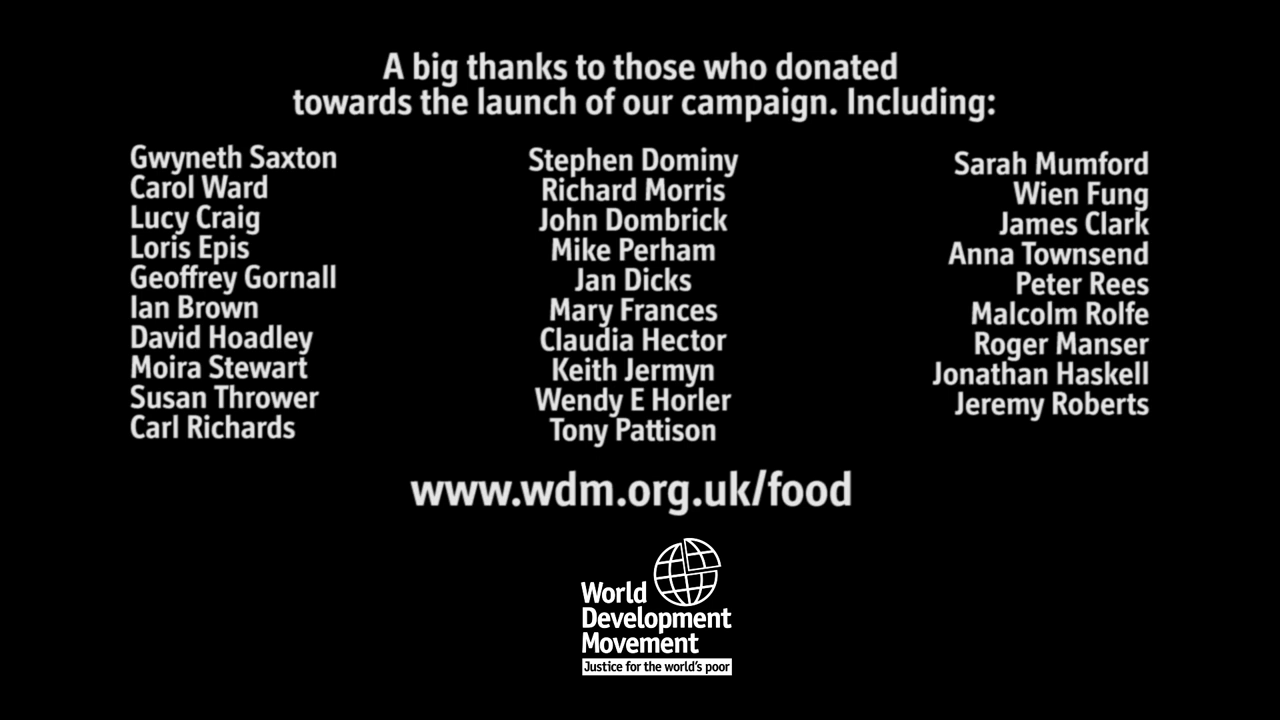 A big thanks to those who donated
towards the launch of our campaign. Including:
Gwyneth Saxton
Carol Ward
Lucy Craig
Loris Epis
Geoffrey Gornall
Ian Brown
David Hoadley
Moira Stewart
Susan Thrower
Carl Richards
Stephen Dominy
Richard Morris
John Dombrick
Mike Perham
Jan Dicks
Mary Frances
Claudia Hector
Keith Jermyn
Wendy E Horler
Tony Pattison
Sarah Mumford
Wien Fung
James Clark
Anna Townsend
Peter Rees
Malcolm Rolfe
Roger Manser
Jonathan Haskell
Jeremy Roberts
www.wdm.org.uk/food
World
Development
Movement
Justice for the world's poor